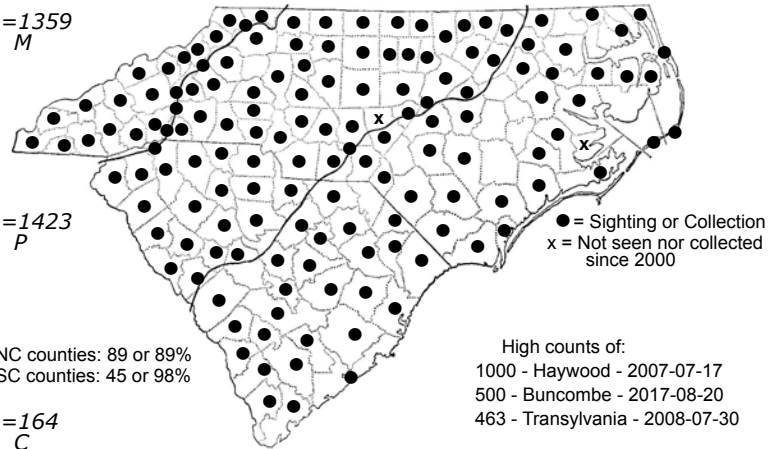 =1359
M
=1423
P
=164
C
x
x
● = Sighting or Collection
x = Not seen nor collected
since 2000
NC counties: 89 or 89%
SC counties: 45 or 98%
High counts of:
1000 - Haywood - 2007-07-17
500 - Buncombe - 2017-08-20
463 - Transylvania - 2008-07-30